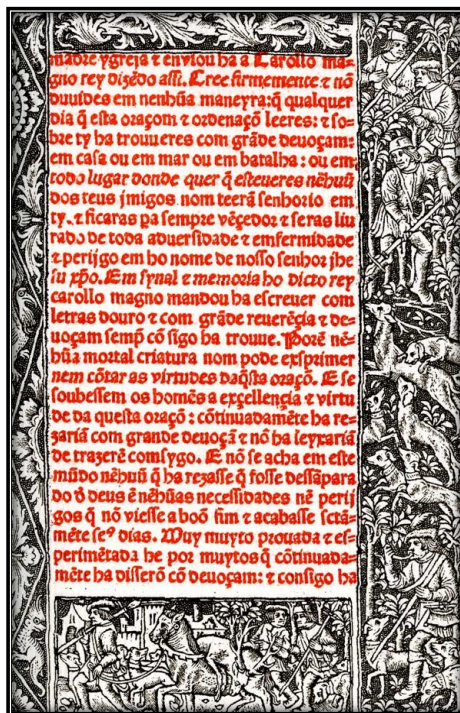 madre ygreja ⁊ enviou ha a Carollo ma=
gno rey dizẽdo assi. Cree firmemente ⁊ nõ
duuides em nenhũa maneyra: q̃ qualquer
dia q̃ esta oraçom ⁊ ordenaçõ leeres: ⁊ so=
bre ty ha trouueres com grãde deuoçam:
em casa ou em mar ou em batalha: ou em
todo lugar donde quer q̃ esteueres nẽhuũ
dos teus jmigos nom teerã senhorio em
ty. ⁊ ficaras pa sempre vẽçedor ⁊ seras liu
rado de toda aduersidade ⁊ emfermidade
⁊ perijgo em ho nome de nosso senhor jhe
su xp̃o. Em synal ⁊ memoria ho dicto rey
carollo magno mandou ha escreuer com
letras douro ⁊ com grãde reuerẽçia ⁊ de=
uoçam semp̃ cõ sigo ha trouue. Porẽ nẽ=
hũa mortal criatura nom pode exsprimer
nem cõtar as virtudes daq̃sta oraçõ. E se
soubessem os homẽs a exçellençia ⁊ virtu
de da questa oraçõ: cõtinuadamẽte ha re=
zariã com grande deuoçã ⁊ nõ ha leyxariã
de trazerẽ comsygo. E nõ se acha em este
mũdo nẽhuũ q̃ ha rezasse q̃ fosse dessãpara
do d̃ deus ẽ nẽhũas necessidades nẽ perij
gos q̃ nõ viesse a boõ fim ⁊ acabasse sctã=
mẽte seꝰ dias. Muy muyto prouada ⁊ es=
perimẽtada he por muytos q̃ cõtinuada=
mẽte ha disserõ cõ deuoçam: ⁊ consigo ha